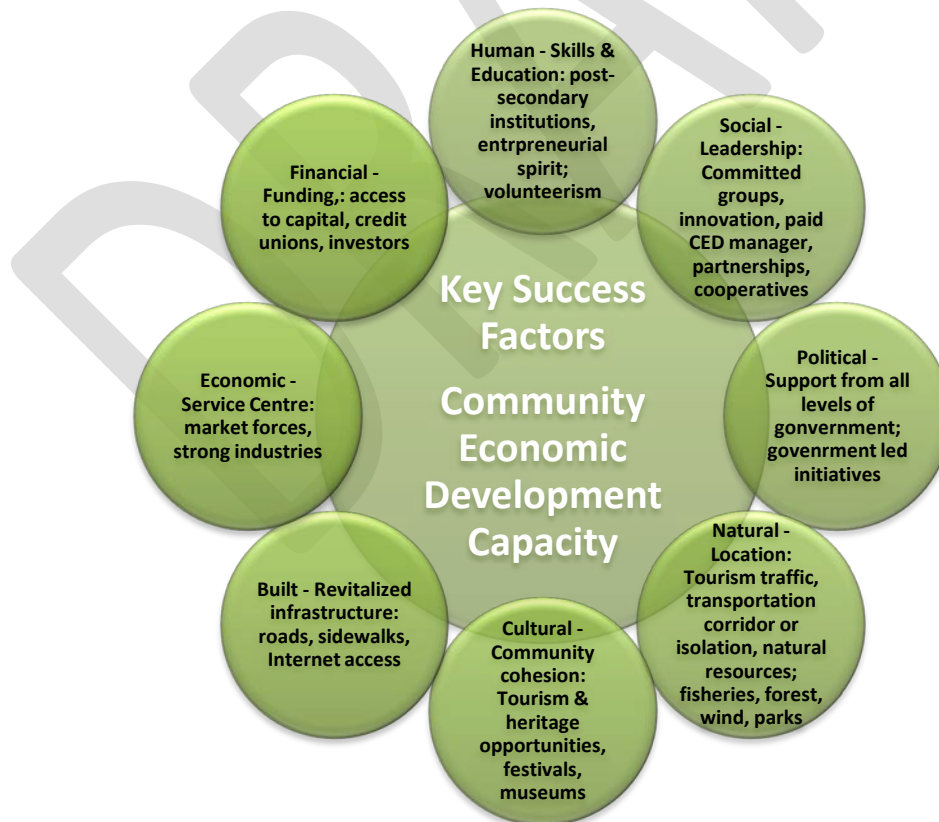 Human - Skills &
Education: post-
secondary
institutions,
entrpreneurial
spirit;
volunteerism
Social -
Leadership:
Committed
groups,
innovation, paid
CED manager,
partnerships,
cooperatives
Political -
Support from all
levels of
gonvernment;
govenrment led
initiatives
Natural -
Location:
Tourism traffic,
transportation
corridor or
isolation, natural
resources;
fisheries, forest,
wind, parks
Cultural -
Community
cohesion:
Tourism &
heritage
opportunities,
festivals,
museums
Built - Revitalized
infrastructure:
roads, sidewalks,
Internet access
Economic -
Service Centre:
market forces,
strong industries
Financial -
Funding,: access
to capital, credit
unions, investors
Key Success
Factors
Community
Economic
Development
Capacity